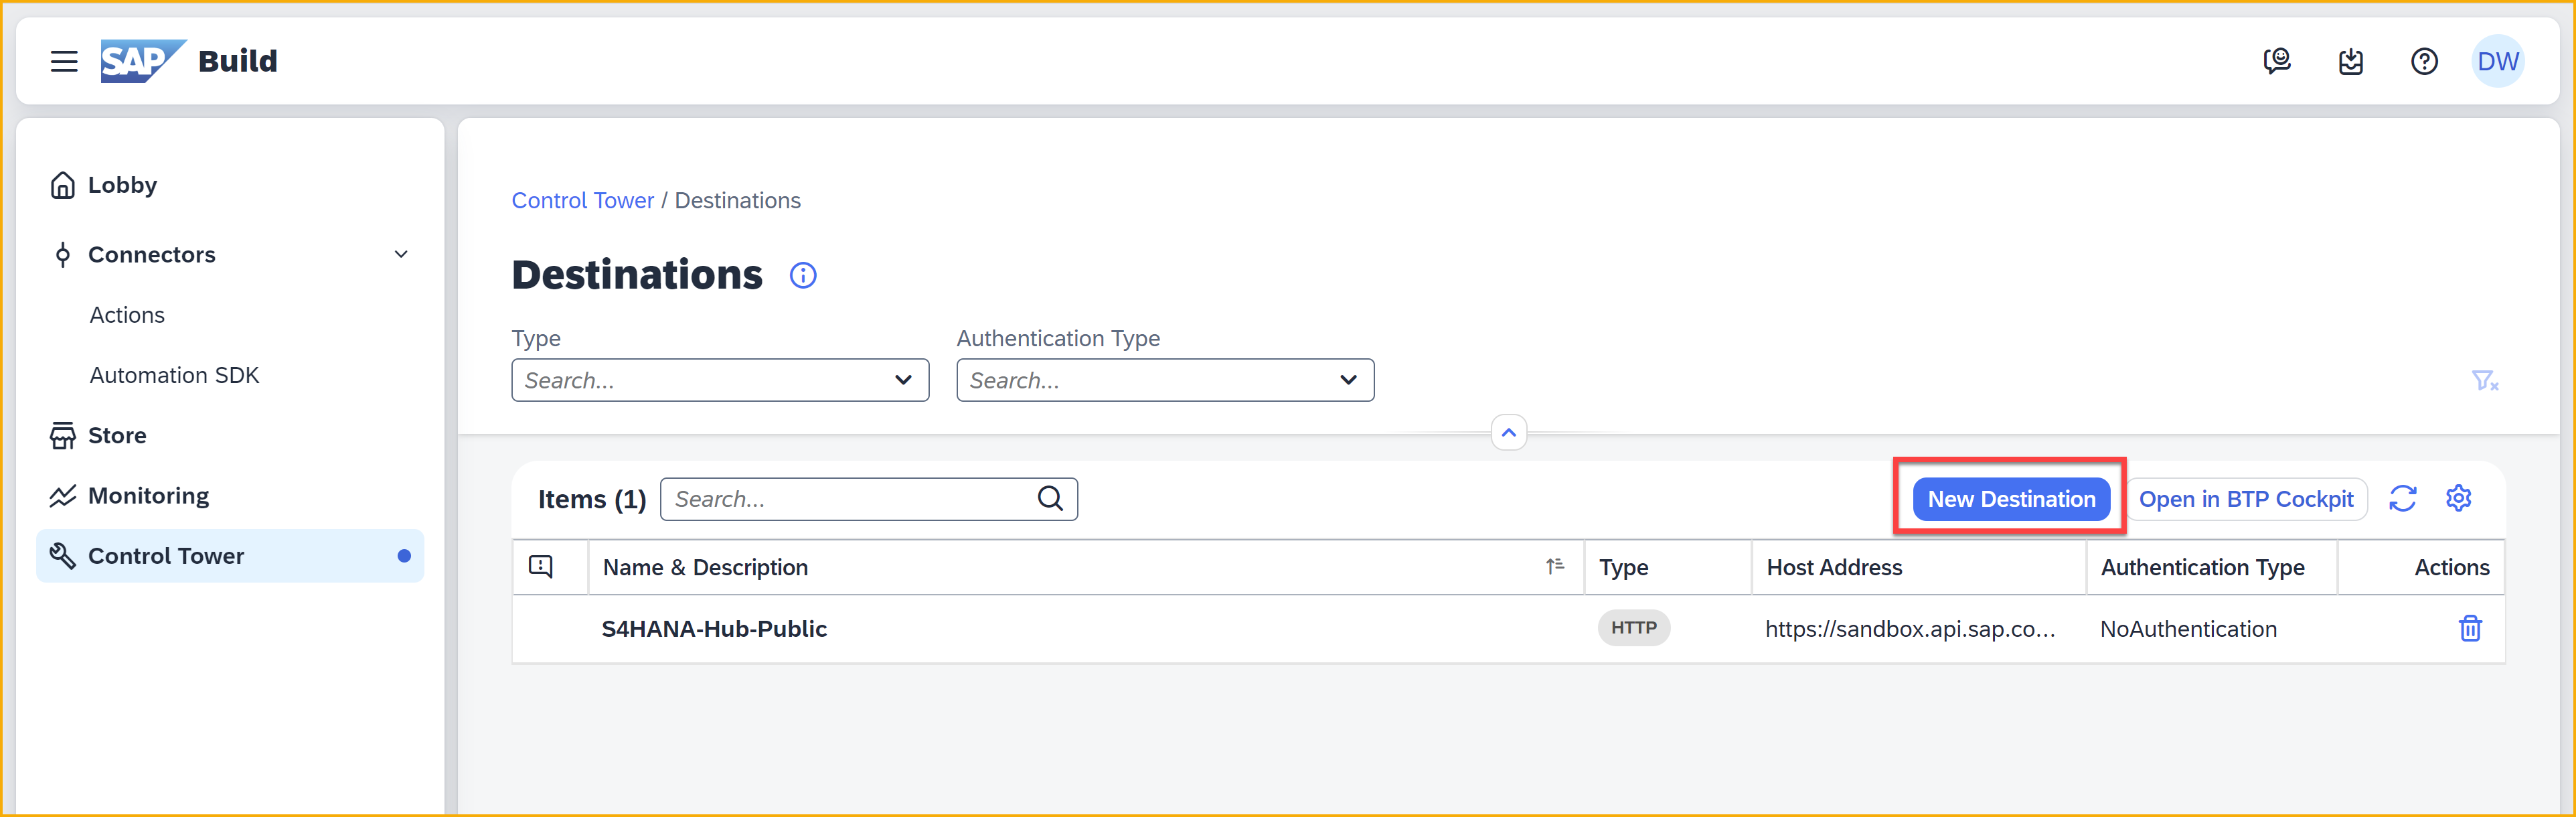 SAP Build
DW
Lobby
Connectors
Actions
Automation SDK
Store
Monitoring
Control Tower
Control Tower / Destinations
Destinations
Type
Authentication Type
Search...
Search...
Items (1)
Search...
New Destination
Open in BTP Cockpit
Name & Description
Type
Host Address
Authentication Type
Actions
S4HANA-Hub-Public
HTTP
https://sandbox.api.sap.co...
NoAuthentication